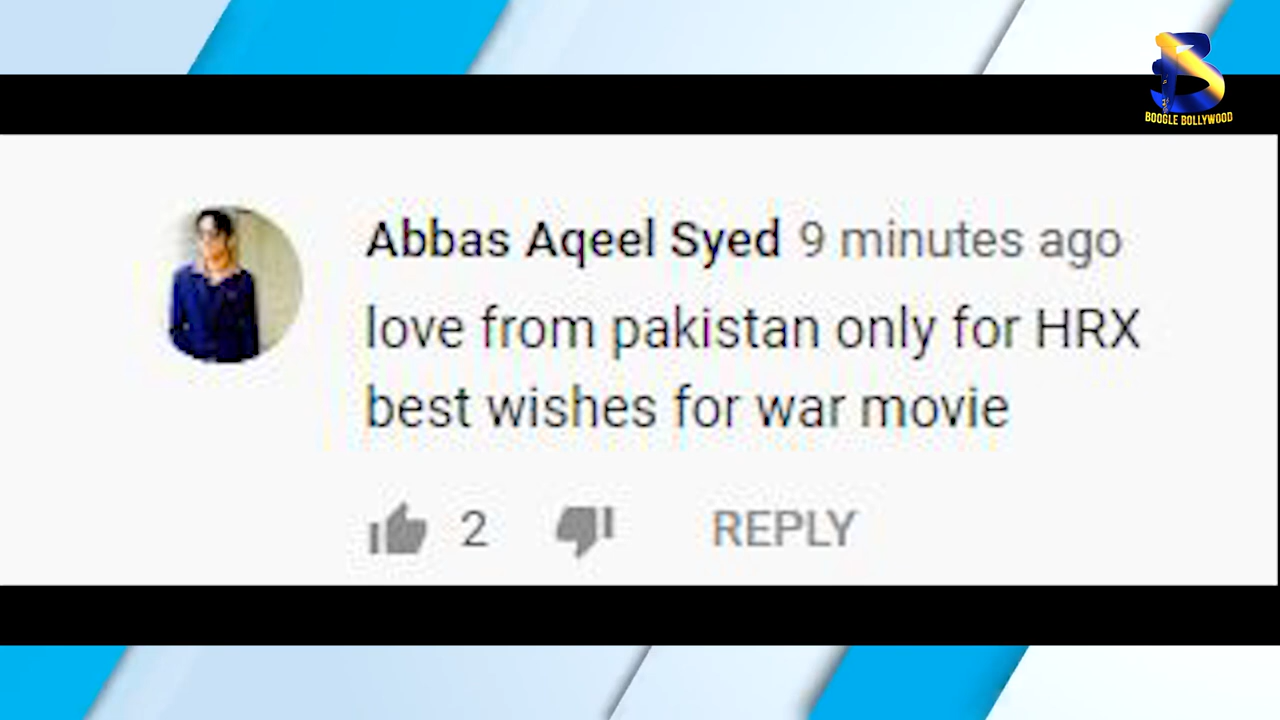 BOOGLE BOLLYWOOD
Abbas Aqeel Syed 9 minutes ago
love from pakistan only for HRX
best wishes for war movie
2 REPLY